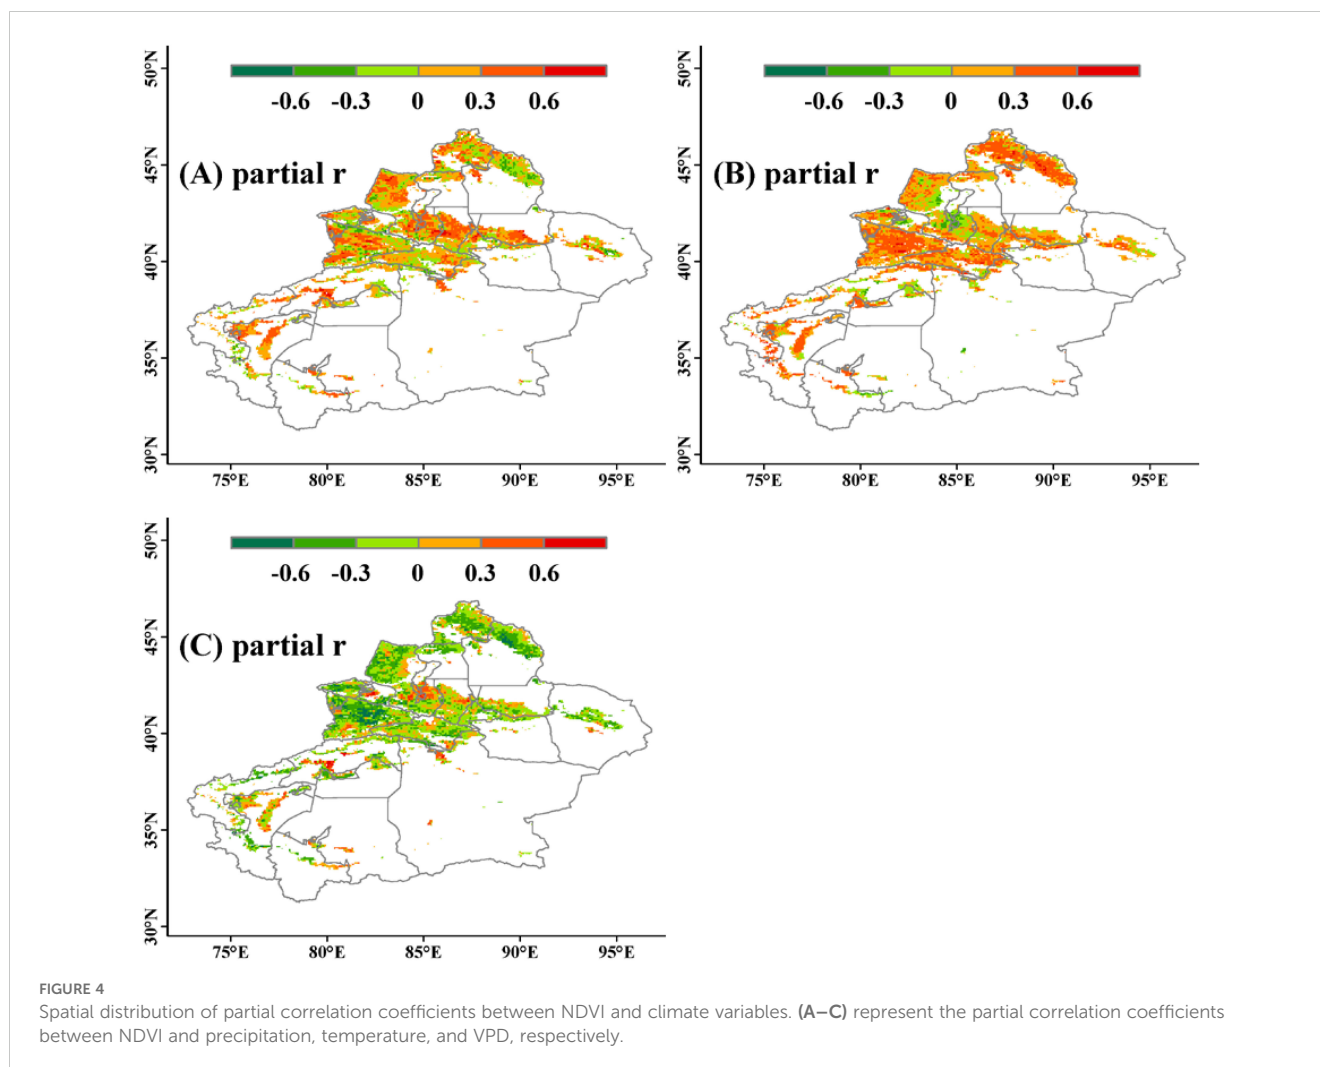 50°N
45°N
40°N
35°N
30°N
-0.6 -0.3 0 0.3 0.6
(A) partial r
75°E 80°E 85°E 90°E 95°E
50°N
45°N
40°N
35°N
30°N
-0.6 -0.3 0 0.3 0.6
(B) partial r
75°E 80°E 85°E 90°E 95°E
50°N
45°N
40°N
35°N
30°N
-0.6 -0.3 0 0.3 0.6
(C) partial r
75°E 80°E 85°E 90°E 95°E
FIGURE 4
Spatial distribution of partial correlation coefficients between NDVI and climate variables. (A–C) represent the partial correlation coefficients
between NDVI and precipitation, temperature, and VPD, respectively.